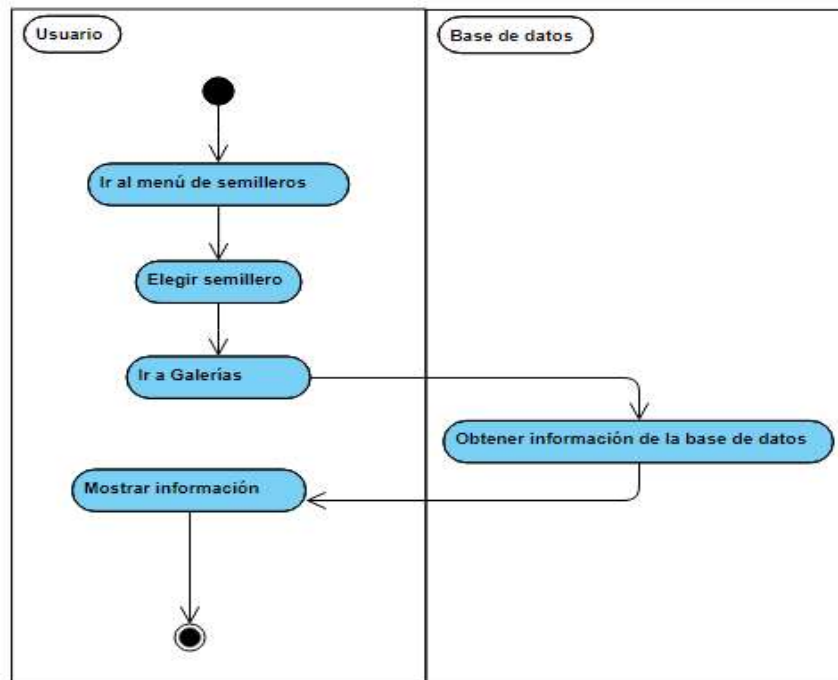 Usuario
Base de datos
Ir al menú de semilleros
Elegir semillero
Ir a Galerías
Obtener información de la base de datos
Mostrar información